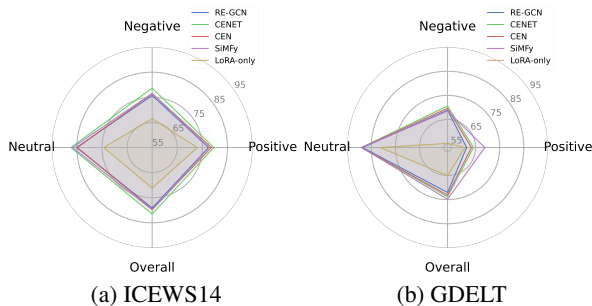 RE-GCN
CENET
CEN
SiMFy
LoRA-only
Negative
95
85
75
65
55
Neutral
Positive
Overall
(a) ICEWS14
RE-GCN
CENET
CEN
SiMFy
LoRA-only
Negative
95
85
75
65
55
Neutral
Positive
Overall
(b) GDELT